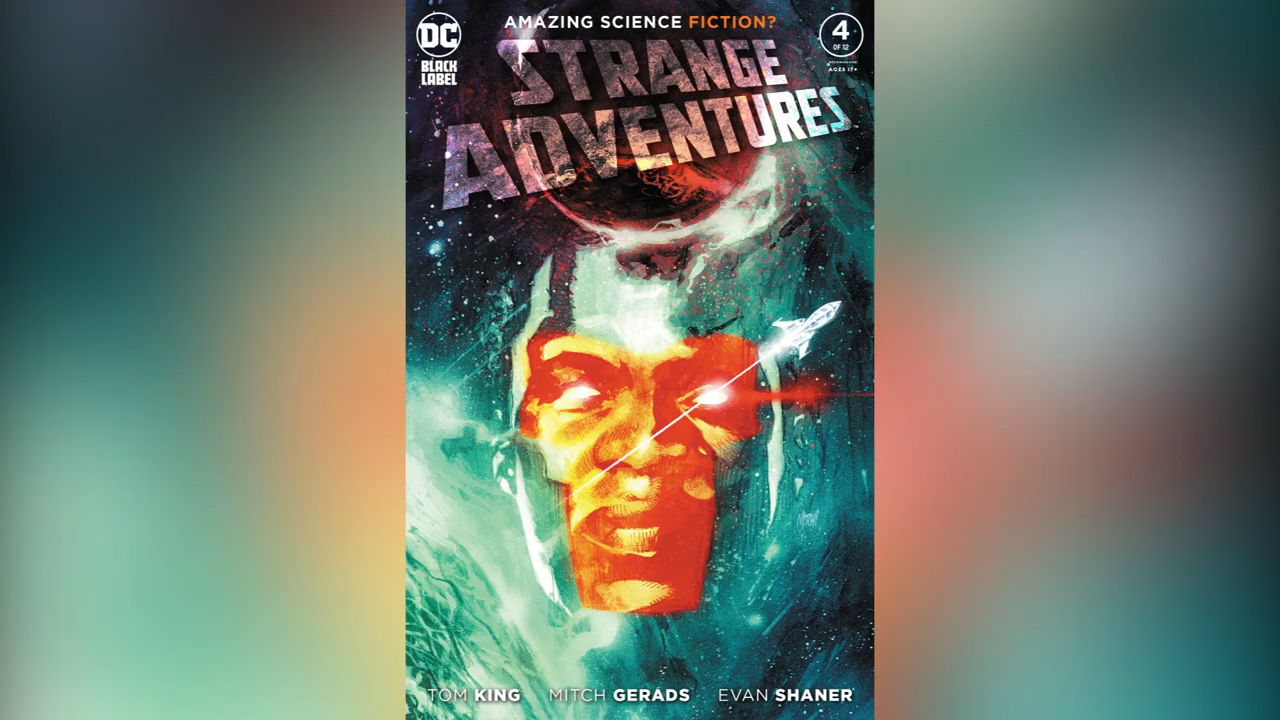 DC
BLACK
LABEL
AMAZING SCIENCE FICTION?
STRANGE
ADVENTURES
4
OF 12
AGES 17+
TOM KING MITCH GERADS EVAN SHANER